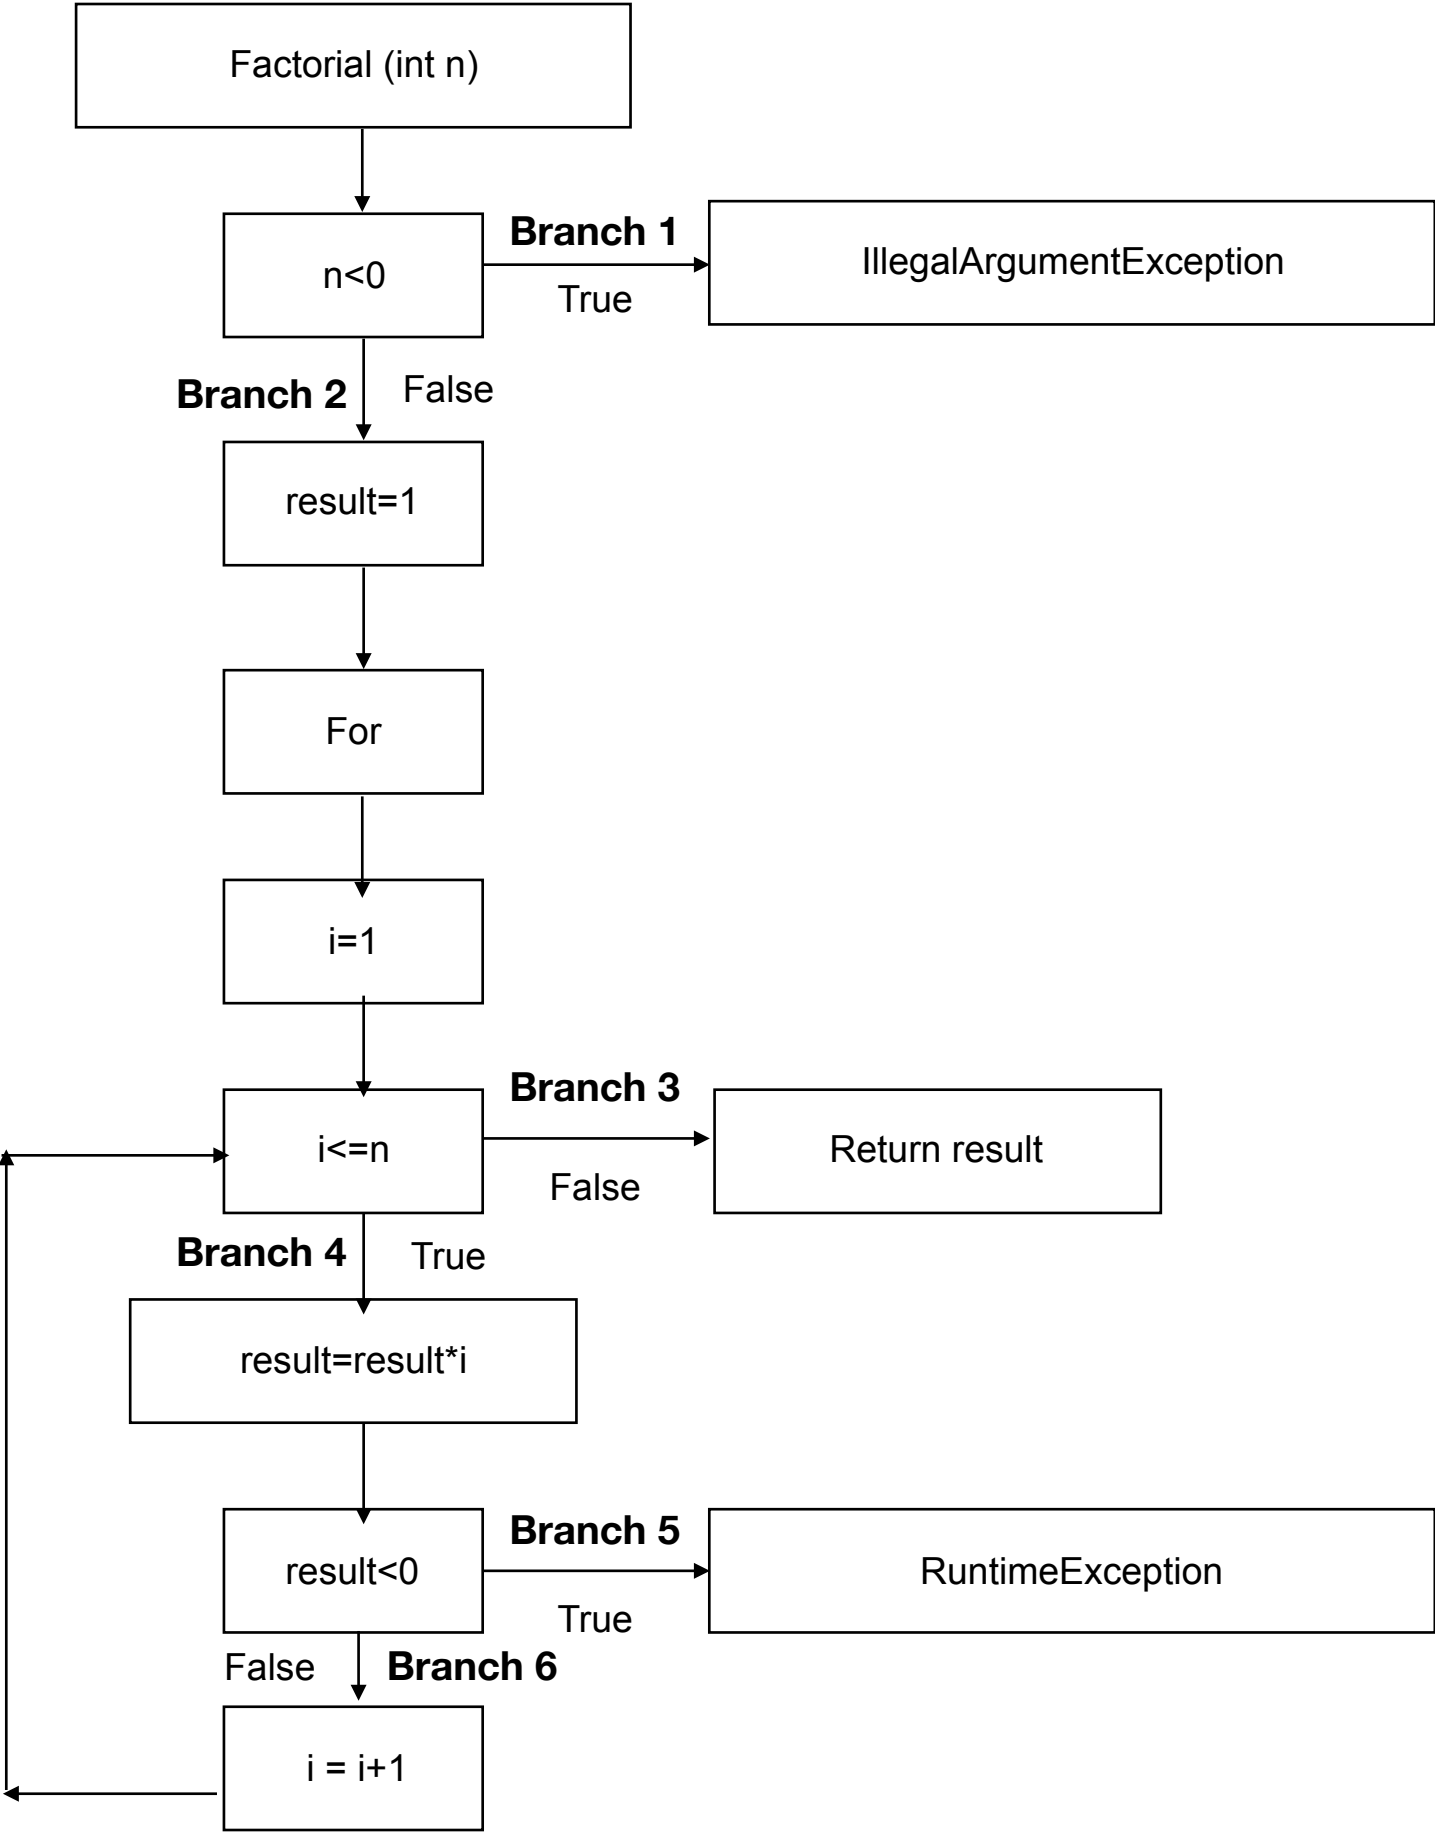 Factorial (int n)
Branch 1
n<0
IllegalArgumentException
True
Branch 2
False
result=1
For
i=1
Branch 3
i<=n
Return result
False
Branch 4
True
result=result*i
Branch 5
result<0
RuntimeException
True
False
Branch 6
i = i+1